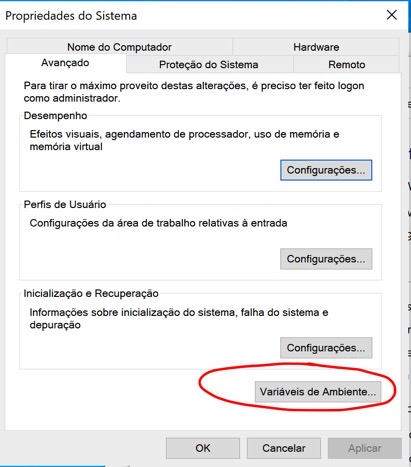 Propriedades do Sistema
Nome do Computador
Hardware
Avançado
Proteção do Sistema
Remoto
Para tirar o máximo proveito destas alterações, é preciso ter feito logon
como administrador.
Desempenho
Efeitos visuais, agendamento de processador, uso de memória e
memória virtual
Configurações...
Perfis de Usuário
Configurações da área de trabalho relativas à entrada
Configurações...
Inicialização e Recuperação
Informações sobre inicialização do sistema, falha do sistema e
depuração
Configurações...
Variáveis de Ambiente...
OK
Cancelar
Aplicar